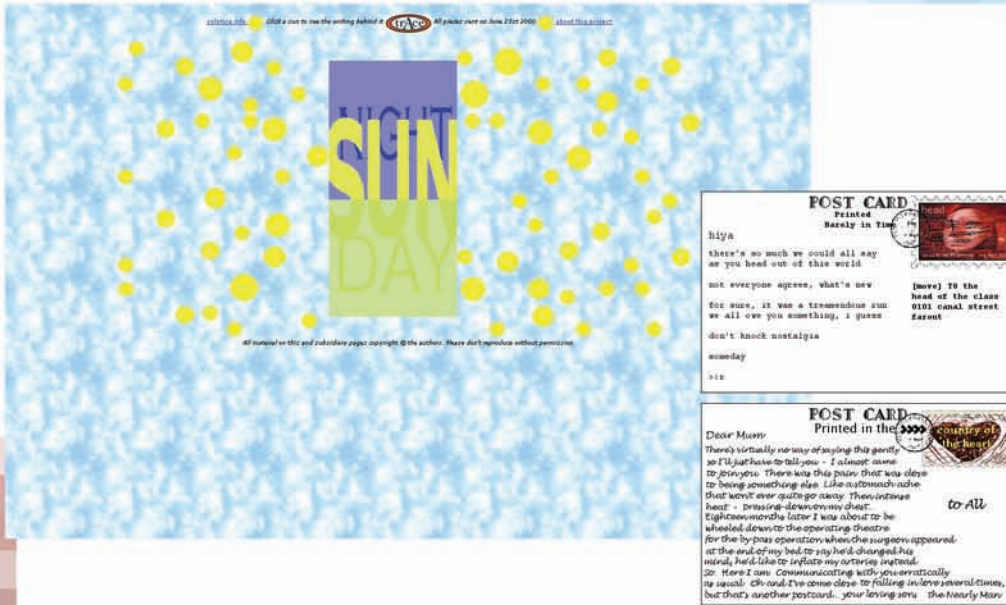 solstice info. Click a sun to see the writing behind it trAce All pieces sent on June 21st 2000 about this project
NIGHT
SUN
SUN
DAY
All material on this and subsidiary pages copyright © the authors. Please don't reproduce without permission
POST CARD
Printed
Barely in Time
head
hiya
there's so much we could all say
as you head out of this world
not everyone agrees, what's new
for sure, it was a treamendous run
we all owe you something, i guess
don't knock nostalgia
someday
[move] TO the
head of the class
0101 canal street
farout
POST CARD
Printed in the
country of
the heart
Dear Mum
There's virtually no way of saying this gently
so I'll just have to tell you - I almost came
to join you. There was this pain that was close
to being something else. Like a stomach ache
that won't ever quite go away. Then intense
heat - pressing down on my chest.
Eighteen months later I was about to be
wheeled down to the operating theatre
for the by-pass operation when the surgeon appeared
at the end of my bed to say he'd changed his
mind, he'd like to inflate my arteries instead.
So. Here I am. Communicating with you erratically
as usual. Oh and I've come close to falling in love several times,
but that's another postcard. your loving son, the Nearly Man
to All